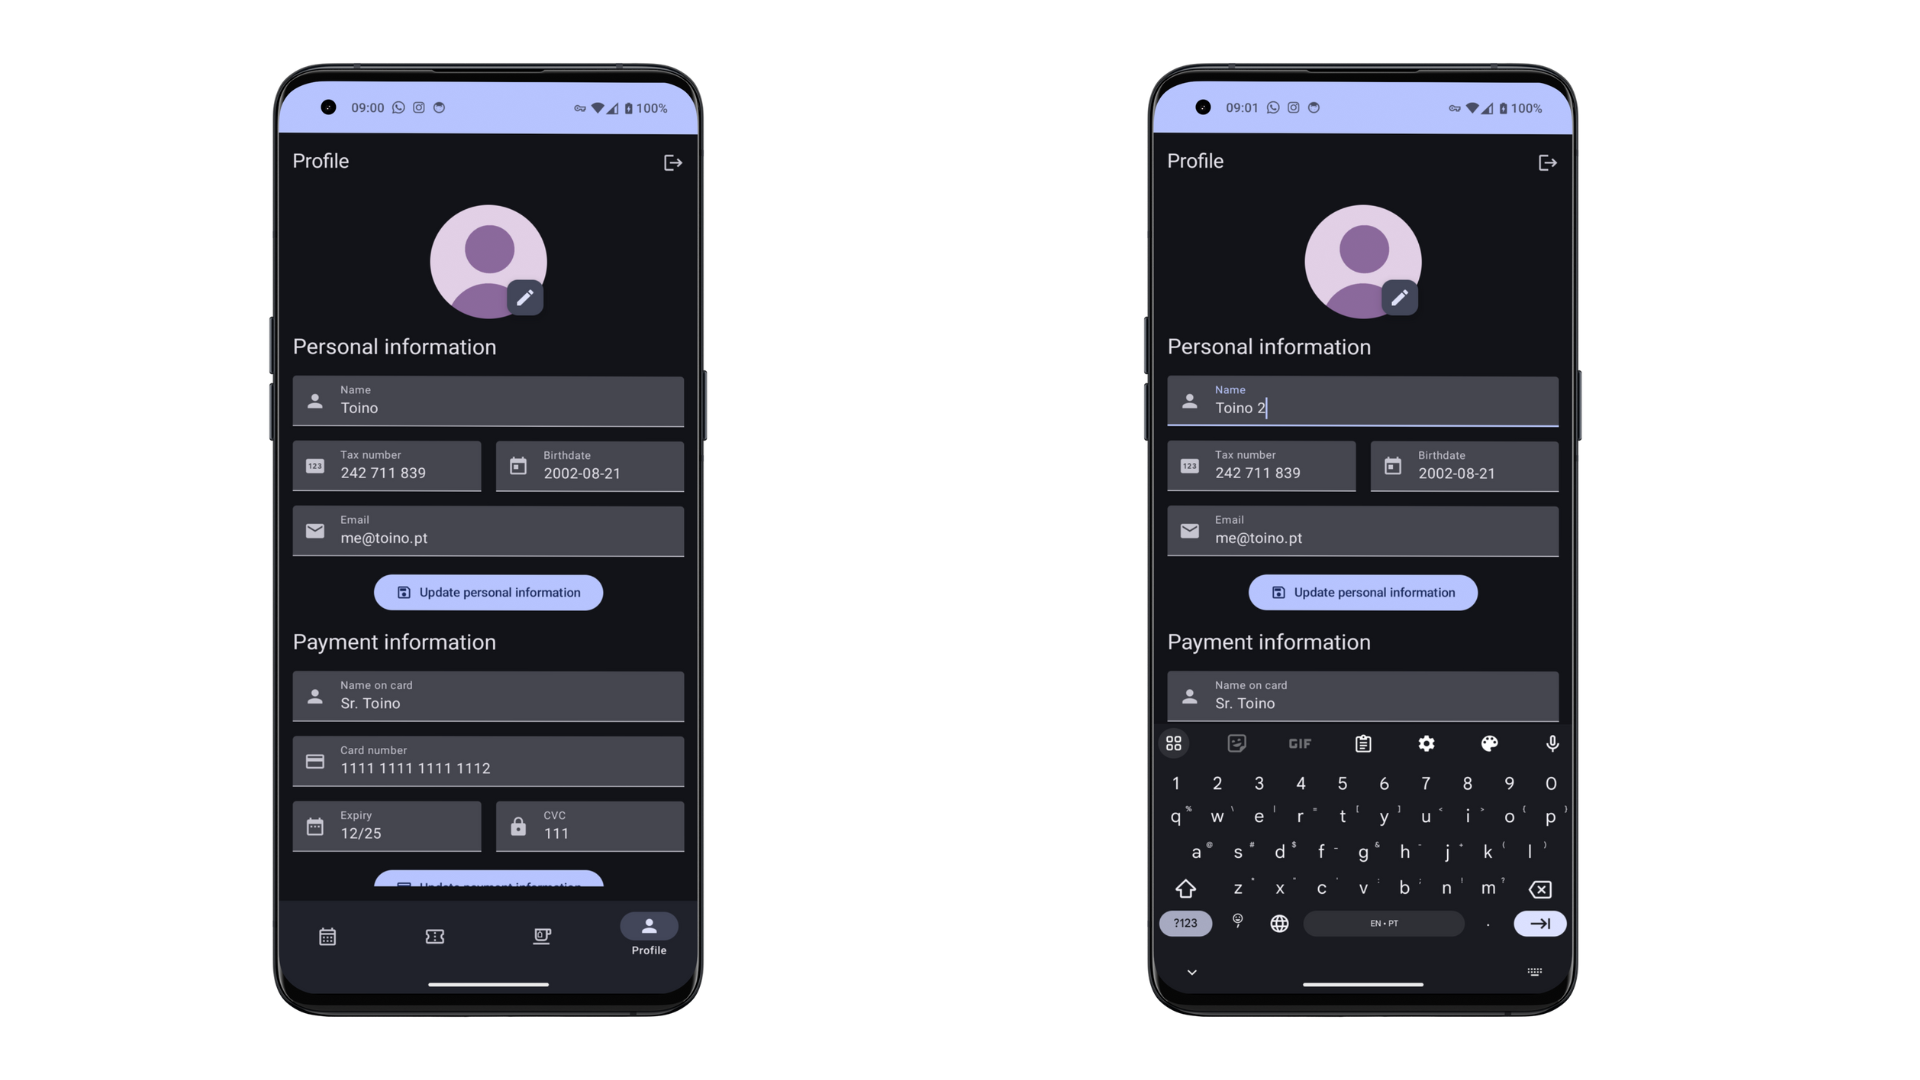 09:00
100%
Profile
Personal information
Name
Toino
Tax number
242 711 839
Birthdate
2002-08-21
Email
me@toino.pt
Update personal information
Payment information
Name on card
Sr. Toino
Card number
1111 1111 1111 1112
Expiry
12/25
CVC
111
Update payment information
Profile
09:01
100%
Profile
Personal information
Name
Toino 2
Tax number
242 711 839
Birthdate
2002-08-21
Email
me@toino.pt
Update personal information
Payment information
Name on card
Sr. Toino
GIF
1 2 3 4 5 6 7 8 9 0
q w e r t y u i o p
a s d f g h j k l
z x c v b n m
?123 EN • PT .